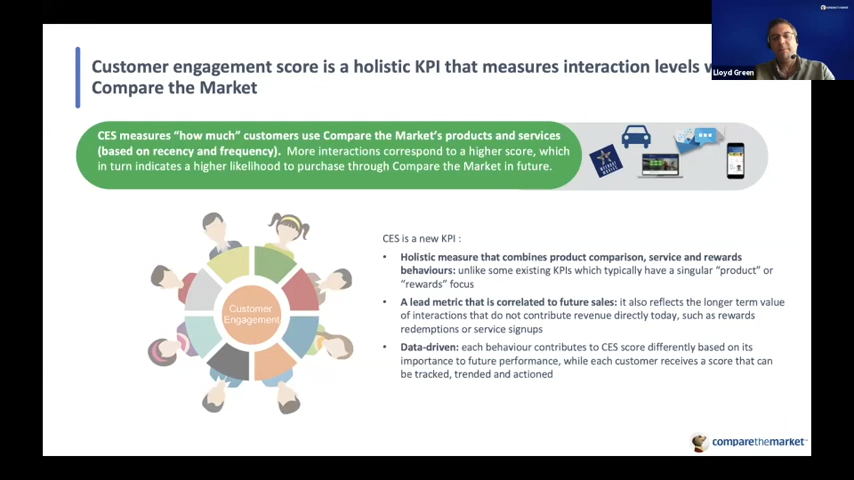 Customer engagement score is a holistic KPI that measures interaction levels
Compare the Market
Lloyd Green
CES measures “how much” customers use Compare the Market’s products and services
(based on recency and frequency). More interactions correspond to a higher score, which
in turn indicates a higher likelihood to purchase through Compare the Market in future.
Customer
Engagement
CES is a new KPI :
• Holistic measure that combines product comparison, service and rewards
behaviours: unlike some existing KPIs which typically have a singular “product” or
“rewards” focus
• A lead metric that is correlated to future sales: it also reflects the longer term value
of interactions that do not contribute revenue directly today, such as rewards
redemptions or service signups
• Data-driven: each behaviour contributes to CES score differently based on its
importance to future performance, while each customer receives a score that can
be tracked, trended and actioned
comparethemarket